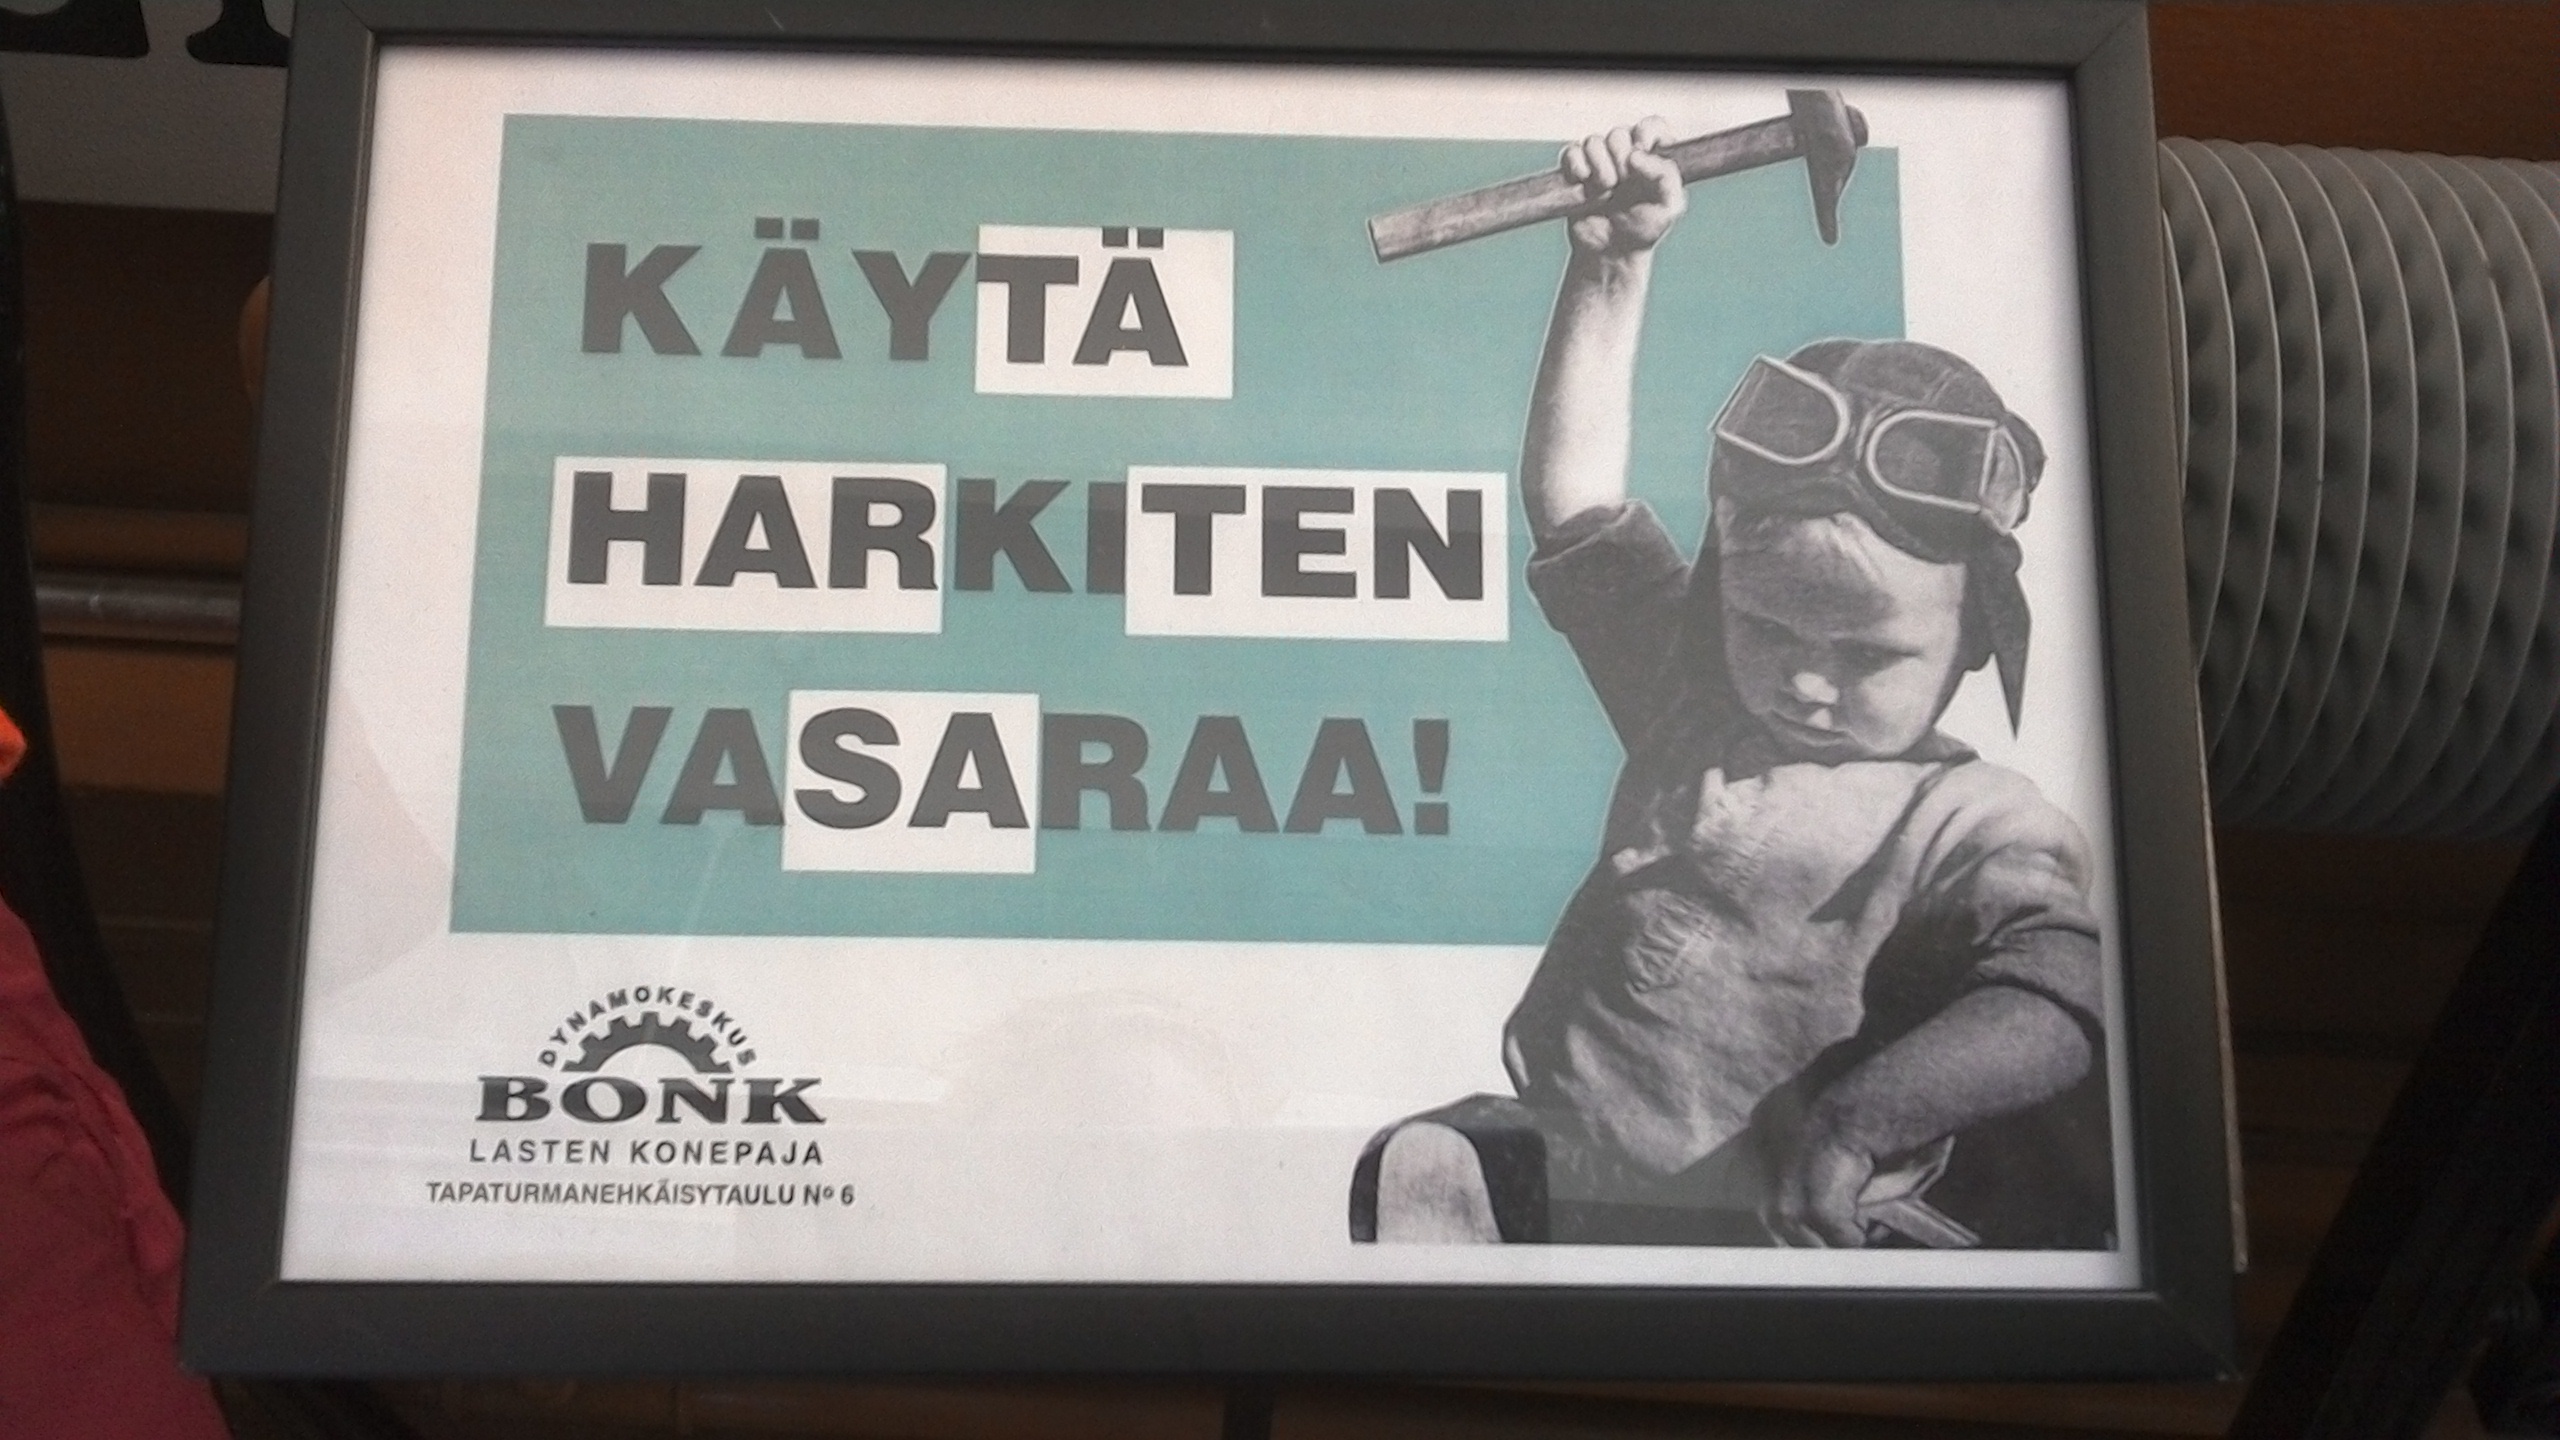 KÄYTÄ
HARKITEN
VASARAA!
DYNAMOKESKUS
BONK
LASTEN KONEPAJA
TAPATURMANEHKÄISYTAULU Nº 6